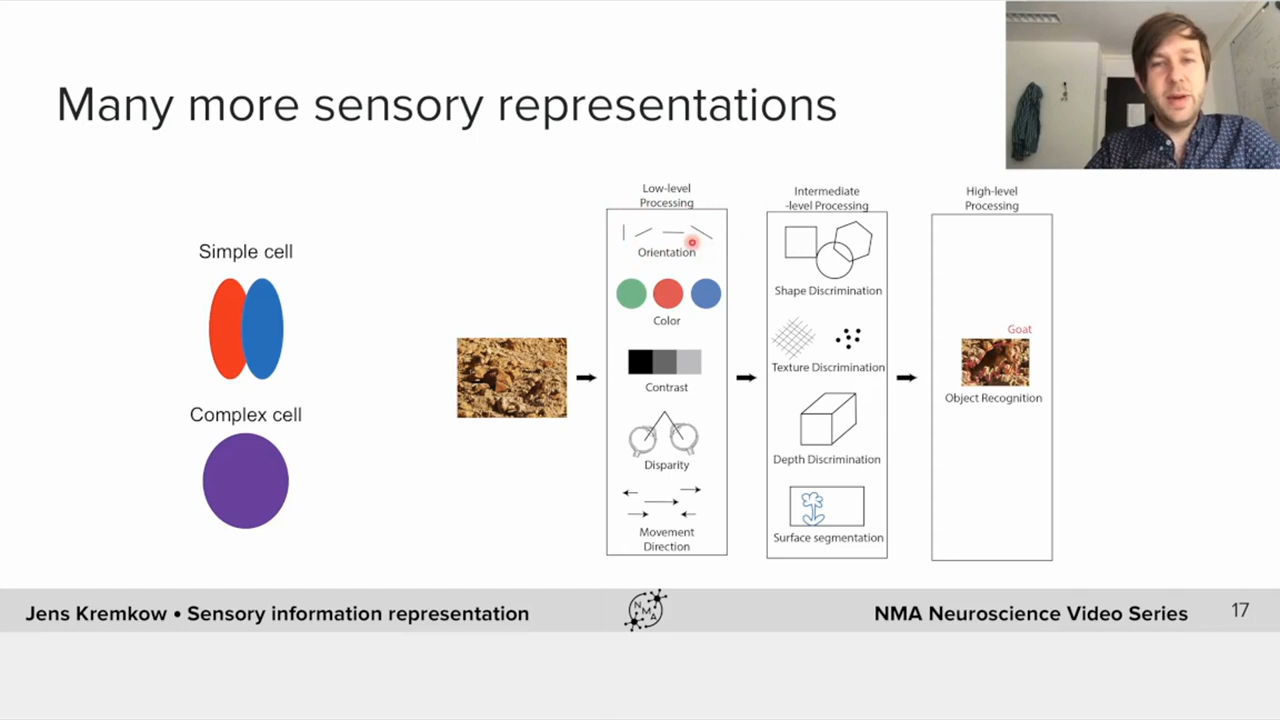 Many more sensory representations
Simple cell
Complex cell
Low-level
Processing
Orientation
Color
Contrast
Disparity
Movement
Direction
Intermediate
-level Processing
Shape Discrimination
Texture Discrimination
Depth Discrimination
Surface segmentation
High-level
Processing
Goat
Object Recognition
Jens Kremkow • Sensory information representation
N
M
A
NMA Neuroscience Video Series
17